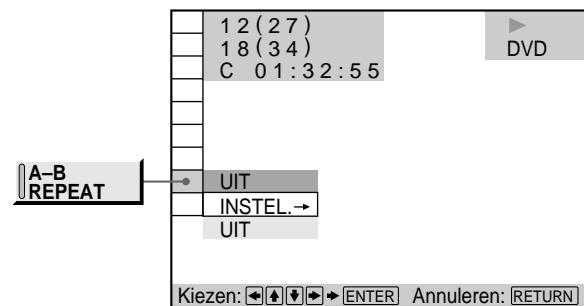 12(27)
18(34)
C 01:32:55
DVD
A–B
REPEAT
UIT
INSTEL.→
UIT
Kiezen: ←↑↓→ → ENTER Annuleren: RETURN